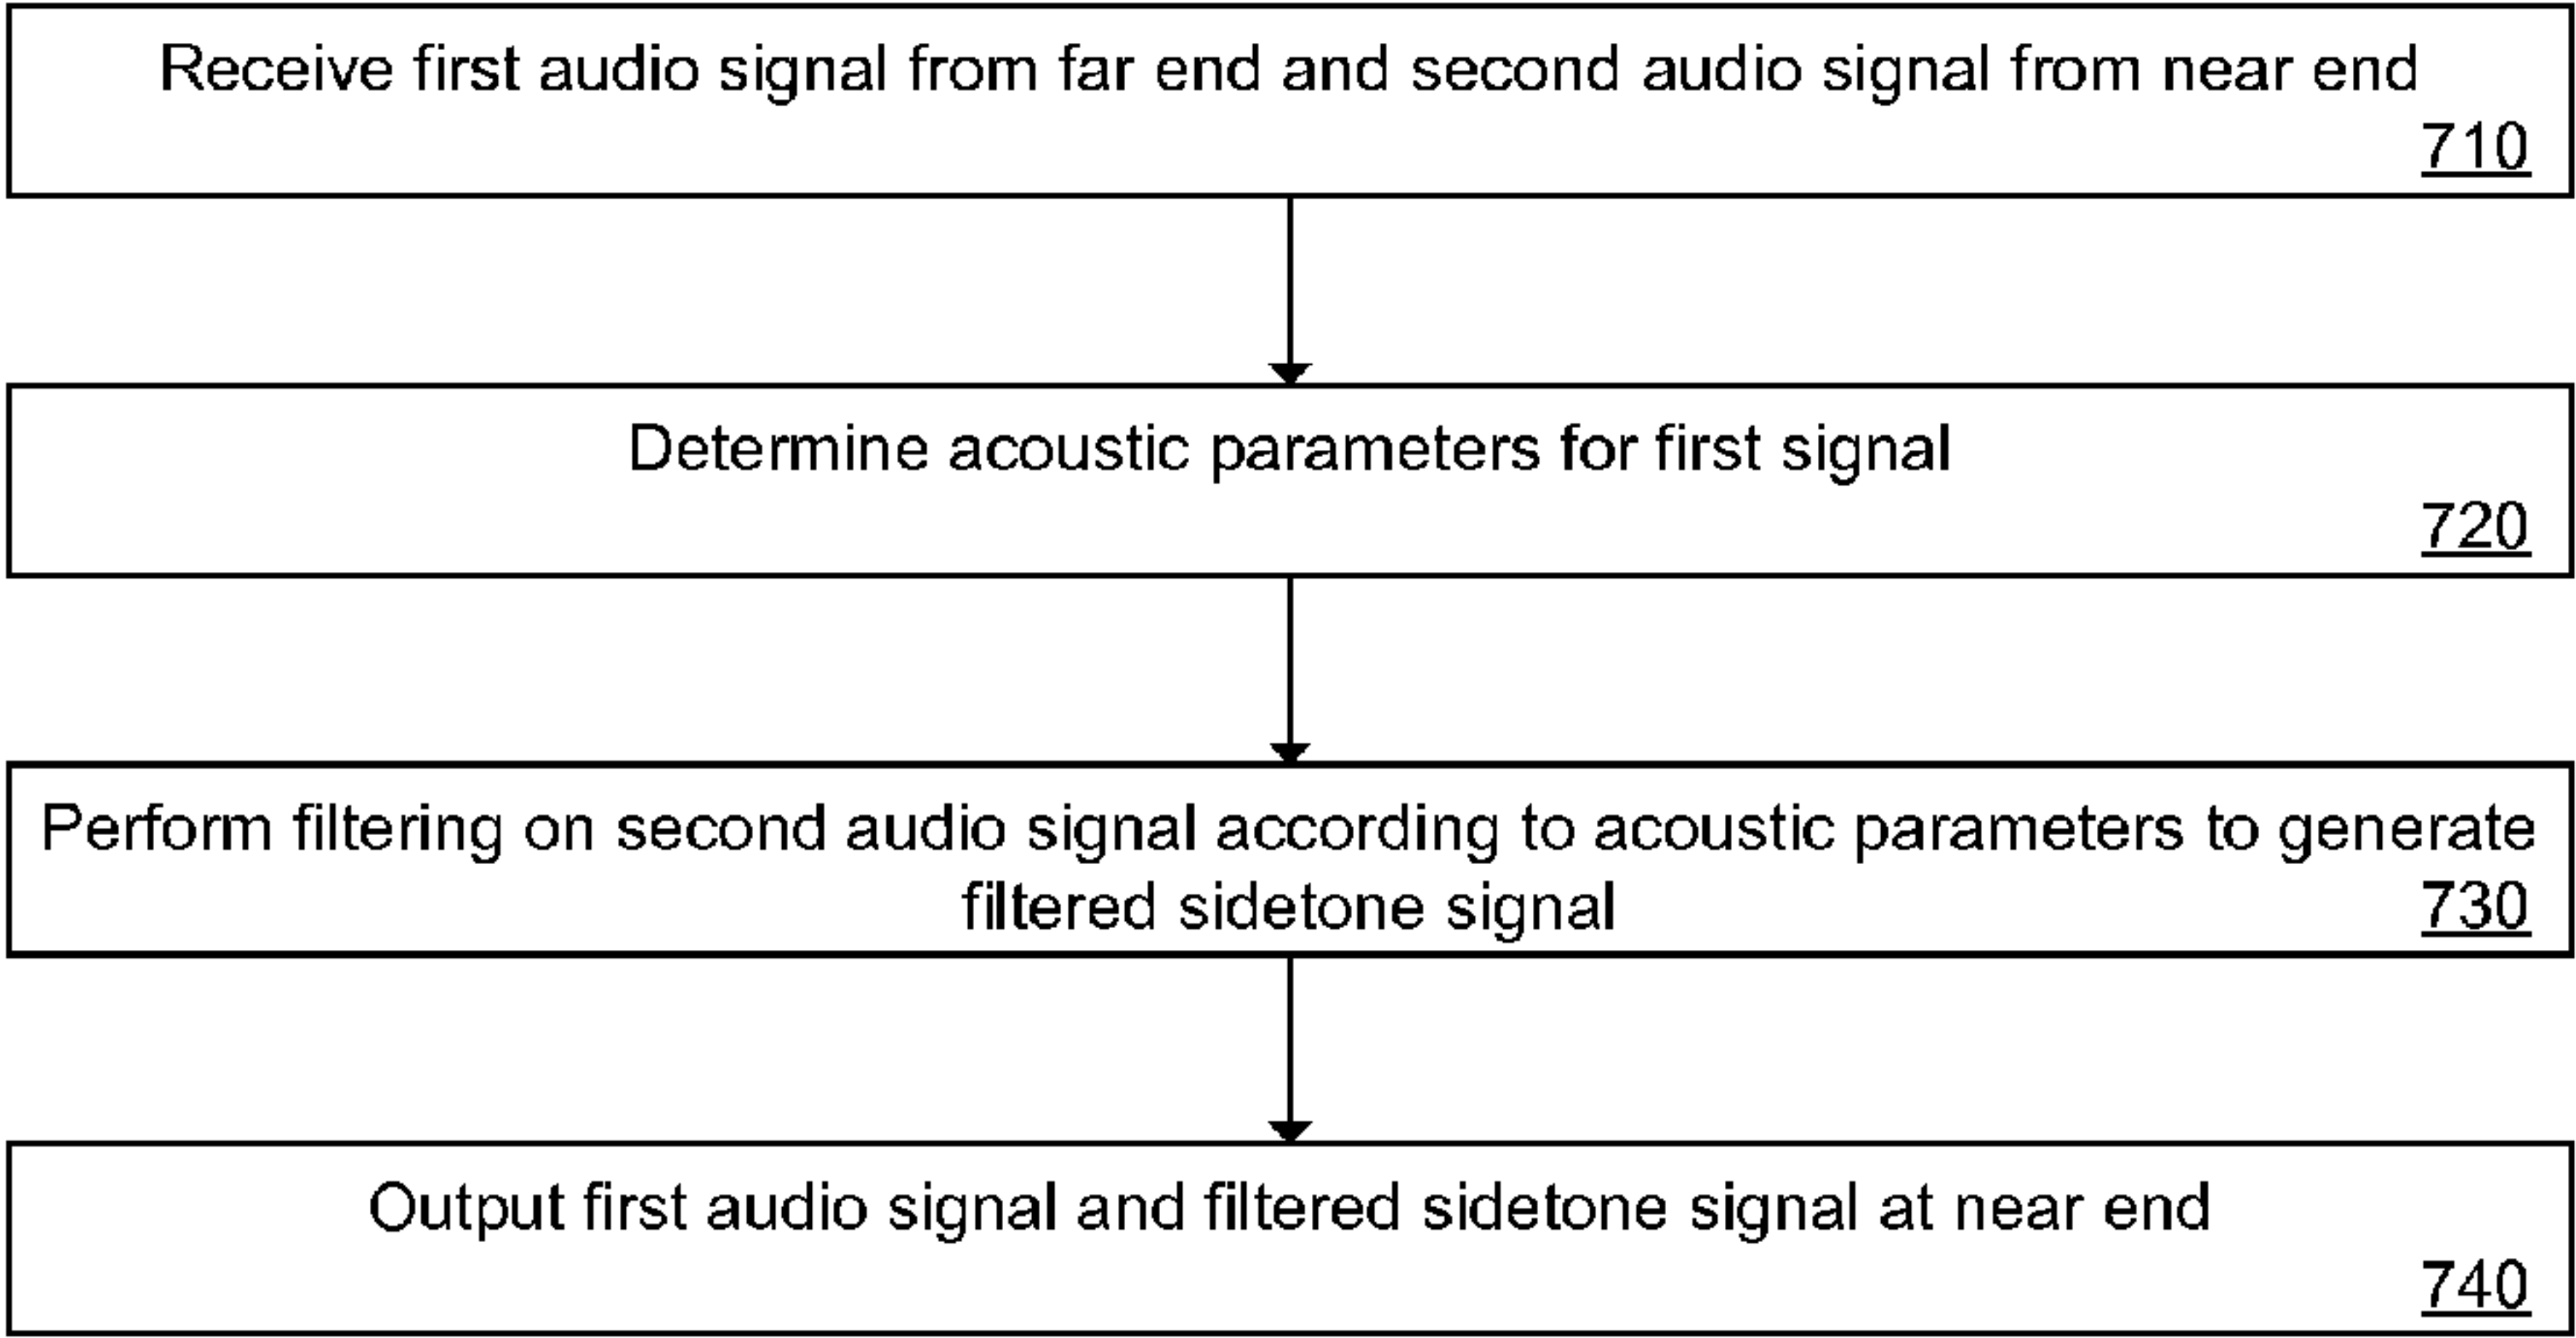 Receive first audio signal from far end and second audio signal from near end
710
Determine acoustic parameters for first signal
720
Perform filtering on second audio signal according to acoustic parameters to generate
filtered sidetone signal
730
Output first audio signal and filtered sidetone signal at near end
740